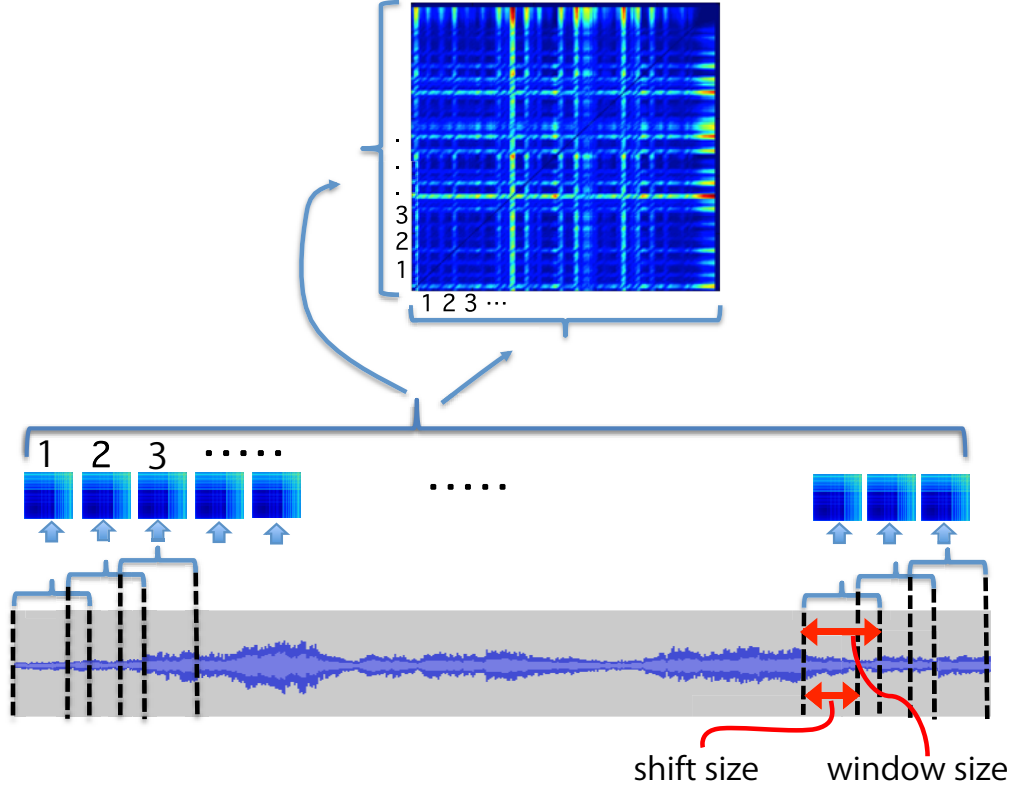 .
.
.
3
2
1
1 2 3 ...
1 2 3 .....
.....
shift size window size